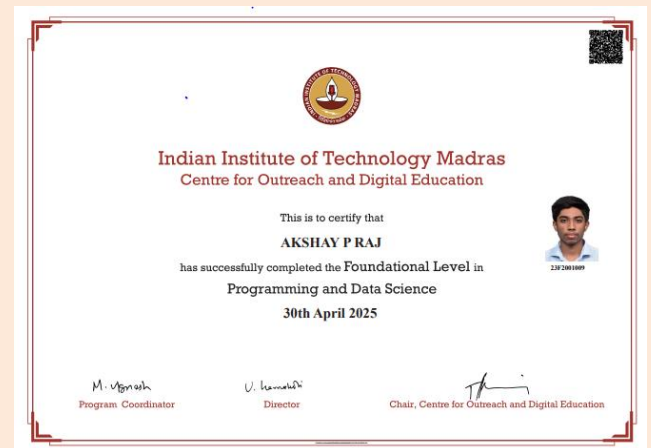 Indian Institute of Technology Madras
Centre for Outreach and Digital Education
This is to certify that
AKSHAY P RAJ
has successfully completed the Foundational Level in
Programming and Data Science
30th April 2025
23F2001009
Program Coordinator
Director
Chair, Centre for Outreach and Digital Education